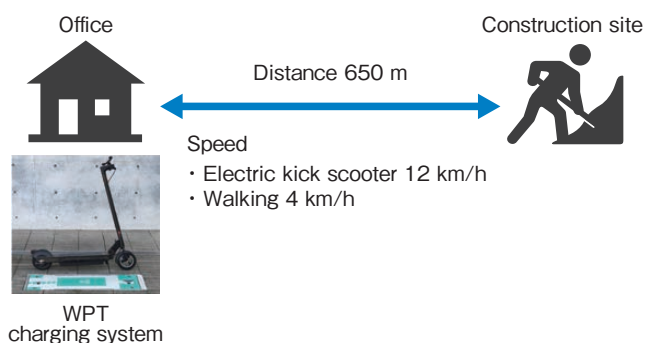 Office
Construction site
Distance 650 m
Speed
・Electric kick scooter 12 km/h
・Walking 4 km/h
WPT
charging system